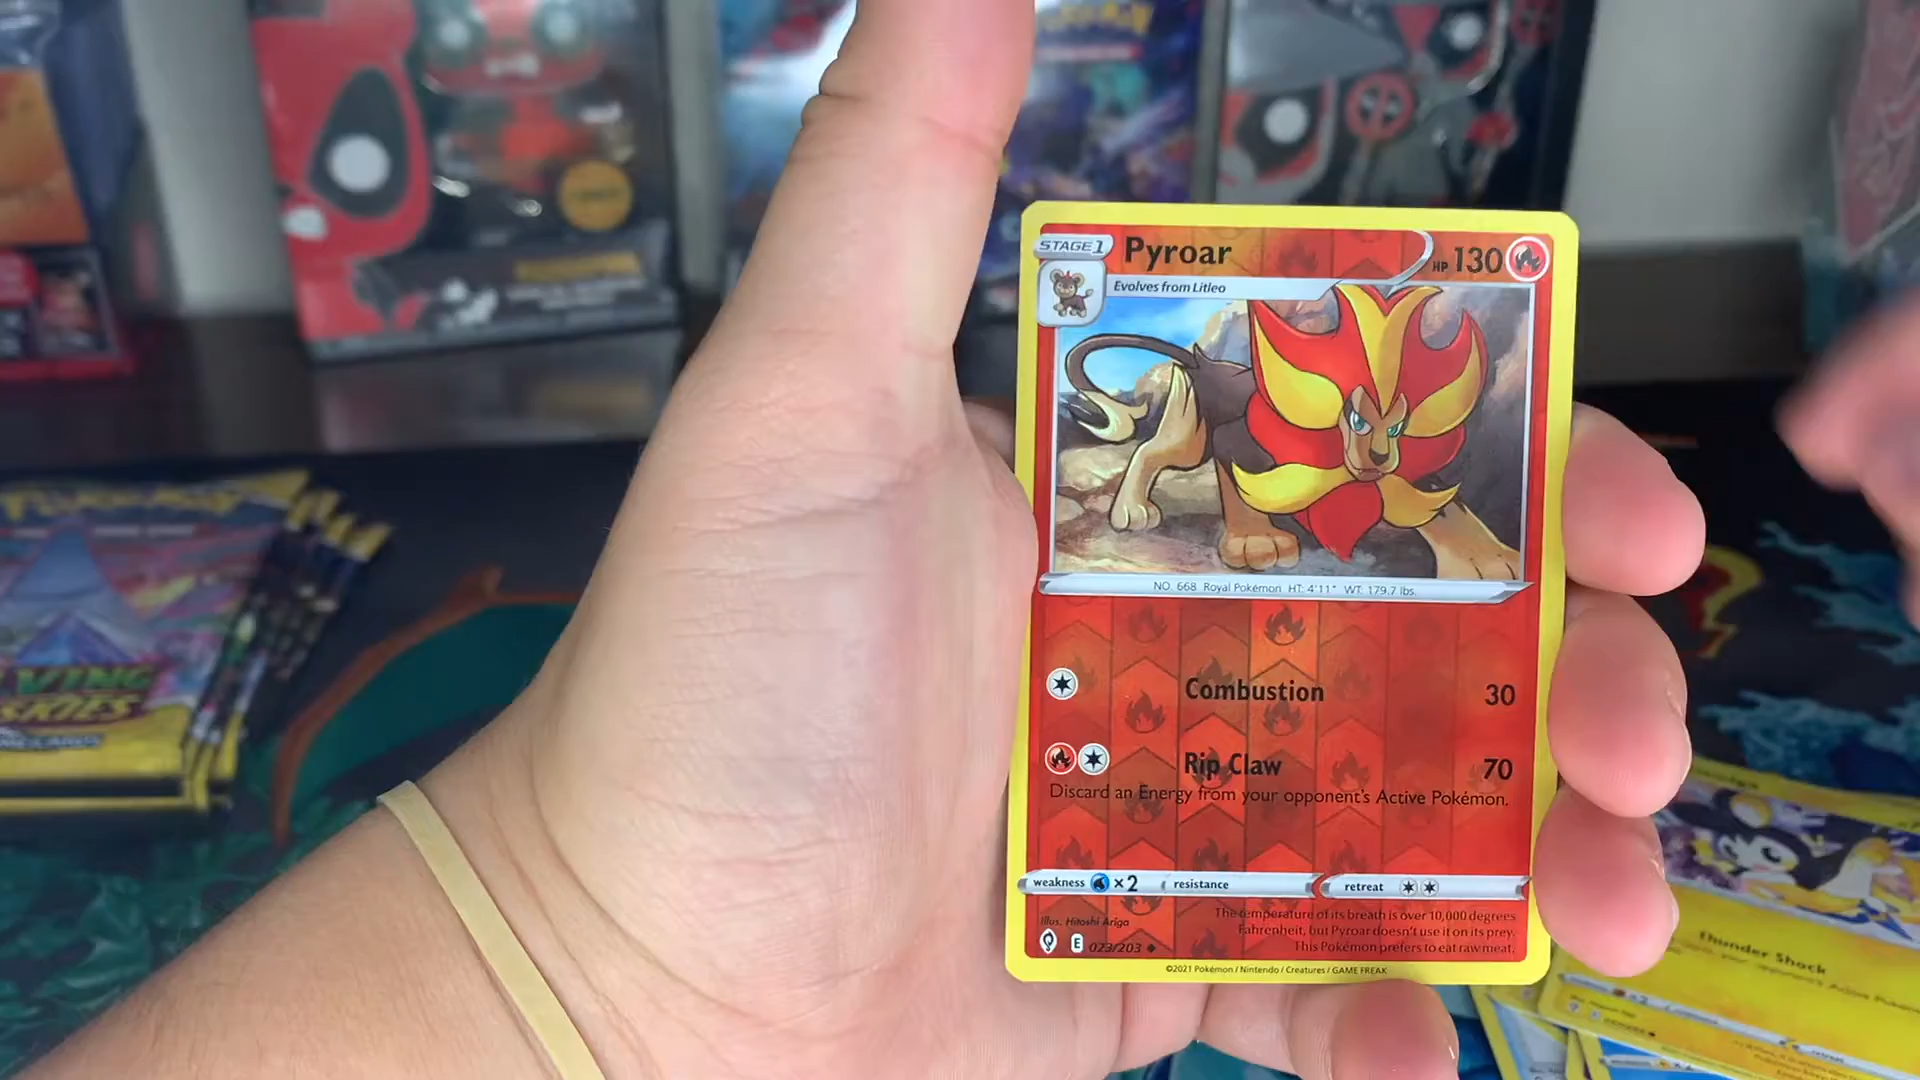 STAGE 1
Pyroar
HP 130
Evolves from Litleo
NO. 668 Royal Pokémon HT: 4'11" WT: 179.7 lbs.
Combustion 30
Rip Claw 70
Discard an Energy from your opponent's Active Pokémon.
weakness ×2 resistance retreat
Illus. Hitoshi Ariga
The temperature of its breath is over 10,000 degrees
Fahrenheit, but Pyroar doesn't use it on its prey.
This Pokémon prefers to eat raw meat.
E 023/203
©2021 Pokémon / Nintendo / Creatures / GAME FREAK
VING
SKIES
Thunder Shock